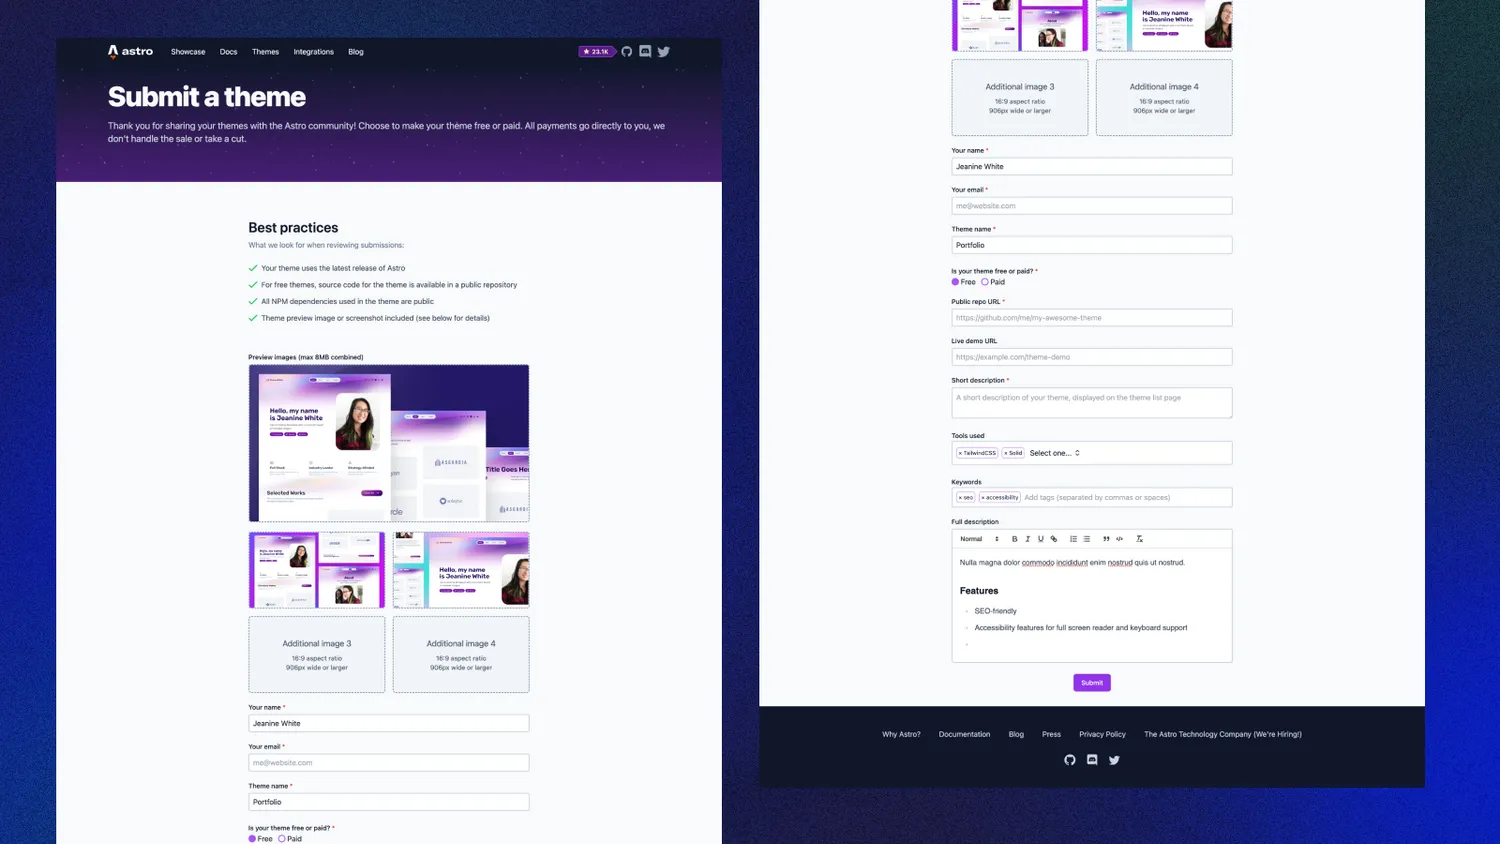 astro
Showcase
Docs
Themes
Integrations
Blog
23.1K
Submit a theme
Thank you for sharing your themes with the Astro community! Choose to make your theme free or paid. All payments go directly to you, we
don't handle the sale or take a cut.
Best practices
What we look for when reviewing submissions:
Your theme uses the latest release of Astro
For free themes, source code for the theme is available in a public repository
All NPM dependencies used in the theme are public
Theme preview image or screenshot included (see below for details)
Preview images (max 8MB combined)
Hello, my name
is Jeanine White
Selected Works
Title Goes He
rcle
Hello, my name
is Jeanine White
Additional image 3
16:9 aspect ratio
906px wide or larger
Additional image 4
16:9 aspect ratio
906px wide or larger
Your name *
Jeanine White
Your email *
me@website.com
Theme name *
Portfolio
Is your theme free or paid? *
Free
Paid
Hello, my name
is Jeanine White
Additional image 3
16:9 aspect ratio
906px wide or larger
Additional image 4
16:9 aspect ratio
906px wide or larger
Your name *
Jeanine White
Your email *
me@website.com
Theme name *
Portfolio
Is your theme free or paid? *
Free
Paid
Public repo URL *
https://github.com/me/my-awesome-theme
Live demo URL
https://example.com/theme-demo
Short description *
A short description of your theme, displayed on the theme list page
Tools used
× TailwindCSS
× Solid
Select one...
Keywords
× seo
× accessibility
Add tags (separated by commas or spaces)
Full description
Normal
B I U
Nulla magna dolor commodo incididunt enim nostrud quis ut nostrud.
Features
SEO-friendly
Accessibility features for full screen reader and keyboard support
Submit
Why Astro?
Documentation
Blog
Press
Privacy Policy
The Astro Technology Company (We're Hiring!)